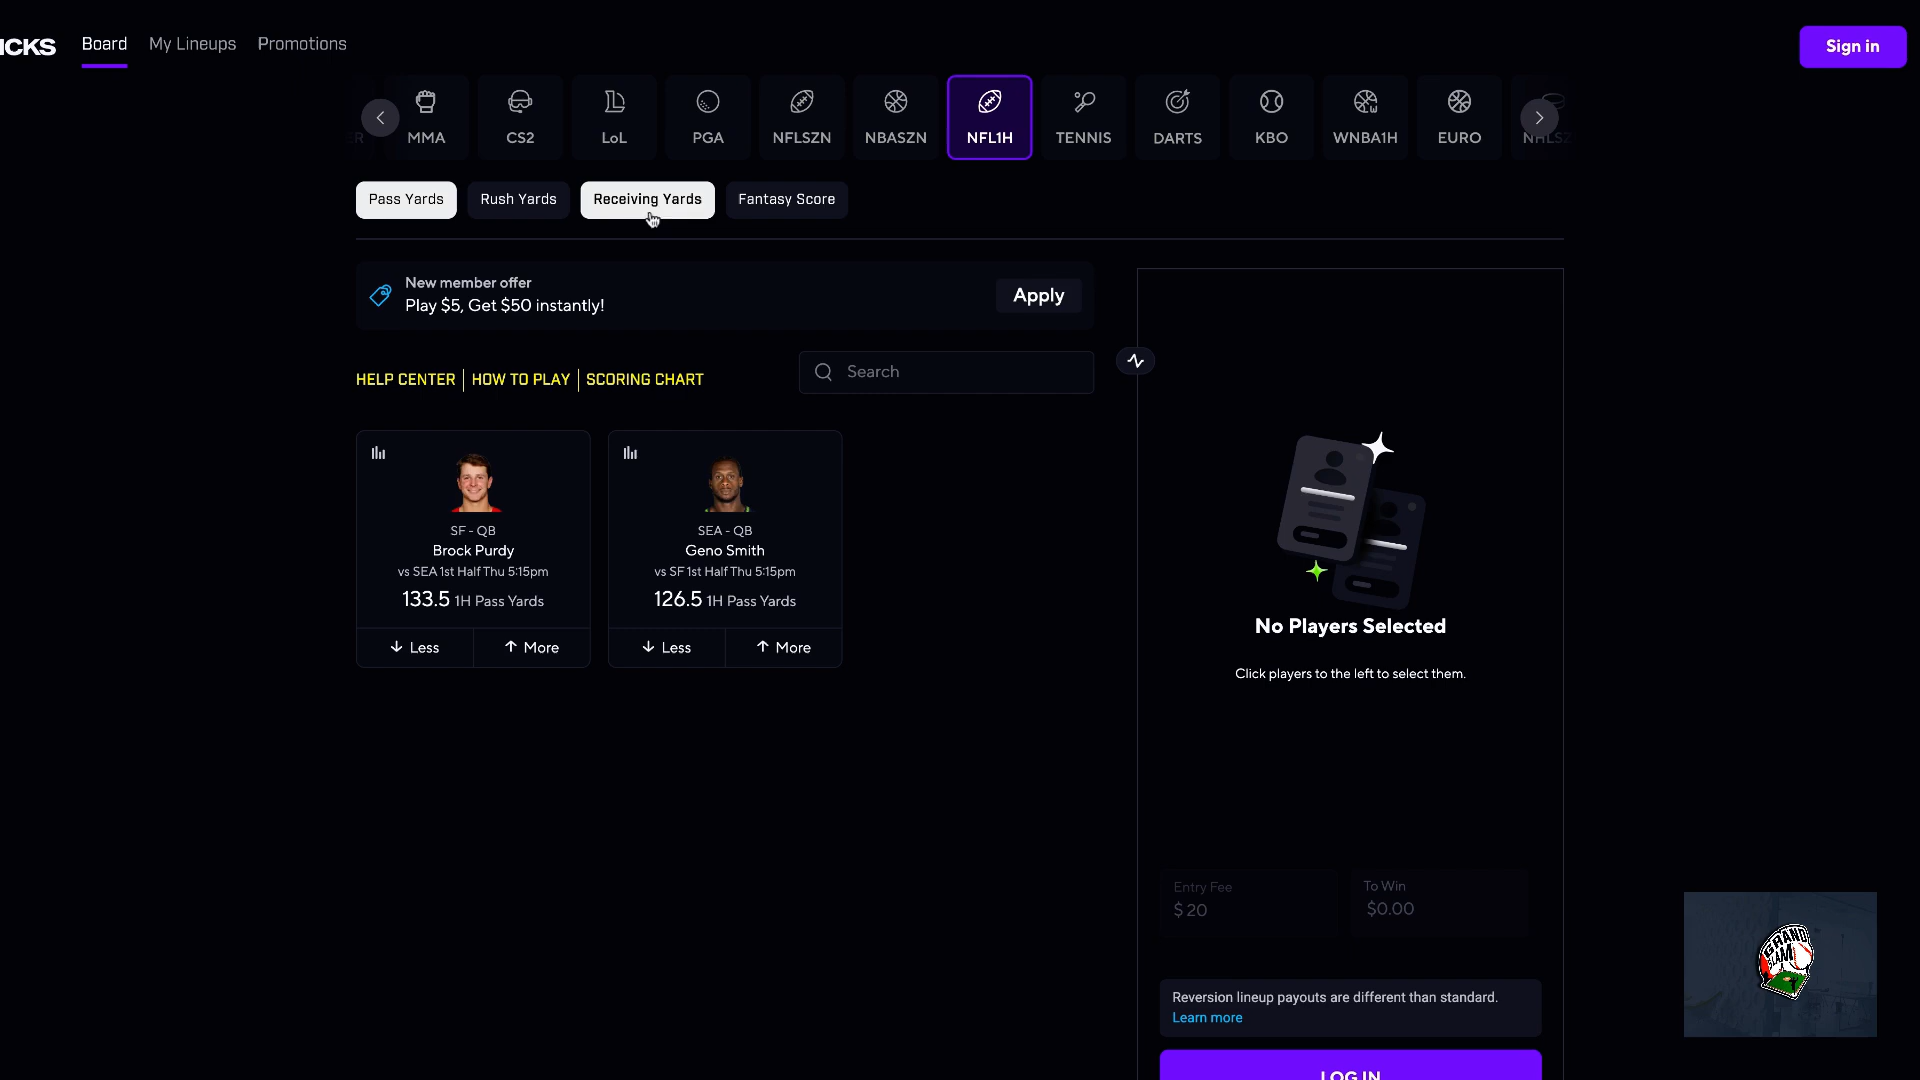 ICKS
Board
My Lineups
Promotions
Sign in
MMA
CS2
LoL
PGA
NFLSZN
NBASZN
NFL1H
TENNIS
DARTS
KBO
WNBA1H
EURO
Pass Yards
Rush Yards
Receiving Yards
Fantasy Score
New member offer
Play $5, Get $50 instantly!
Apply
HELP CENTER
HOW TO PLAY
SCORING CHART
Search
SF - QB
Brock Purdy
vs SEA 1st Half Thu 5:15pm
133.5 1H Pass Yards
Less
More
SEA - QB
Geno Smith
vs SF 1st Half Thu 5:15pm
126.5 1H Pass Yards
Less
More
No Players Selected
Click players to the left to select them.
Entry Fee
$ 20
To Win
$0.00
Reversion lineup payouts are different than standard.
Learn more
LOG IN
GRAND
SLAM